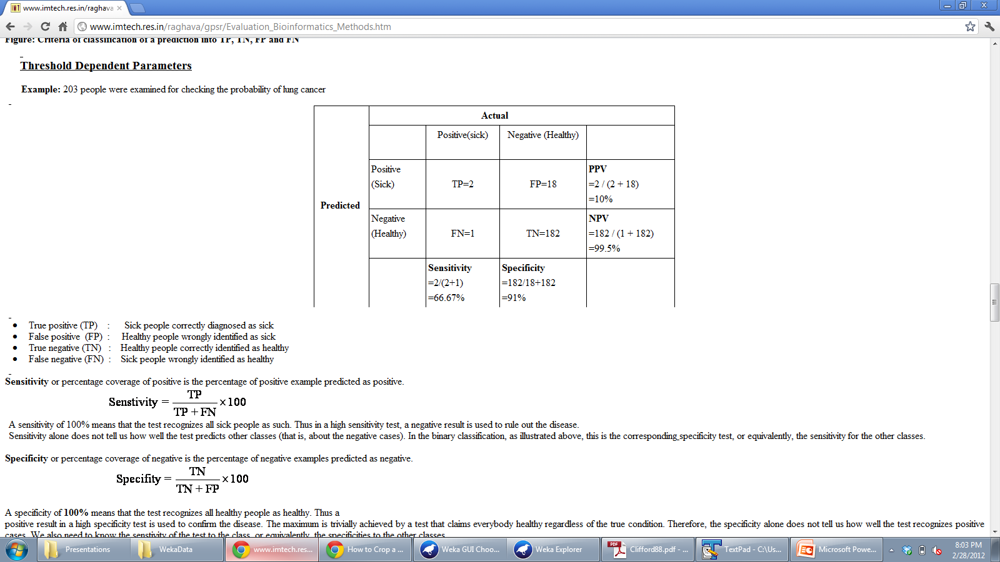 www.imtech.res.in/raghava
www.imtech.res.in/raghava/gpsr/Evaluation_Bioinformatics_Methods.htm
Figure: Criteria of classification of a prediction into TP, TN, FP and FN
Threshold Dependent Parameters
Example: 203 people were examined for checking the probability of lung cancer
Actual
Positive(sick) Negative (Healthy)
Predicted
Positive
(Sick)
TP=2
FP=18
PPV
=2 / (2 + 18)
=10%
Negative
(Healthy)
FN=1
TN=182
NPV
=182 / (1 + 182)
=99.5%
Sensitivity
=2/(2+1)
=66.67%
Specificity
=182/18+182
=91%
• True positive (TP) : Sick people correctly diagnosed as sick
• False positive (FP) : Healthy people wrongly identified as sick
• True negative (TN) : Healthy people correctly identified as healthy
• False negative (FN) : Sick people wrongly identified as healthy
Sensitivity or percentage coverage of positive is the percentage of positive example predicted as positive.
Senstivity = TP / TP + FN ×100
A sensitivity of 100% means that the test recognizes all sick people as such. Thus in a high sensitivity test, a negative result is used to rule out the disease.
Sensitivity alone does not tell us how well the test predicts other classes (that is, about the negative cases). In the binary classification, as illustrated above, this is the corresponding specificity test, or equivalently, the sensitivity for the other classes.
Specificity or percentage coverage of negative is the percentage of negative examples predicted as negative.
Specifity = TN / TN + FP ×100
A specificity of 100% means that the test recognizes all healthy people as healthy. Thus a
positive result in a high specificity test is used to confirm the disease. The maximum is trivially achieved by a test that claims everybody healthy regardless of the true condition. Therefore, the specificity alone does not tell us how well the test recognizes positive
cases. We also need to know the senstivity of the test to the class, or equivalently, the specificities to the other classes.
Presentations
WekaData
www.imtech.res...
How to Crop a ...
Weka GUI Choo...
Weka Explorer
PDF
Clifford88.pdf - ...
TextPad - C:\Us...
Microsoft Powe...
8:03 PM
2/28/2012